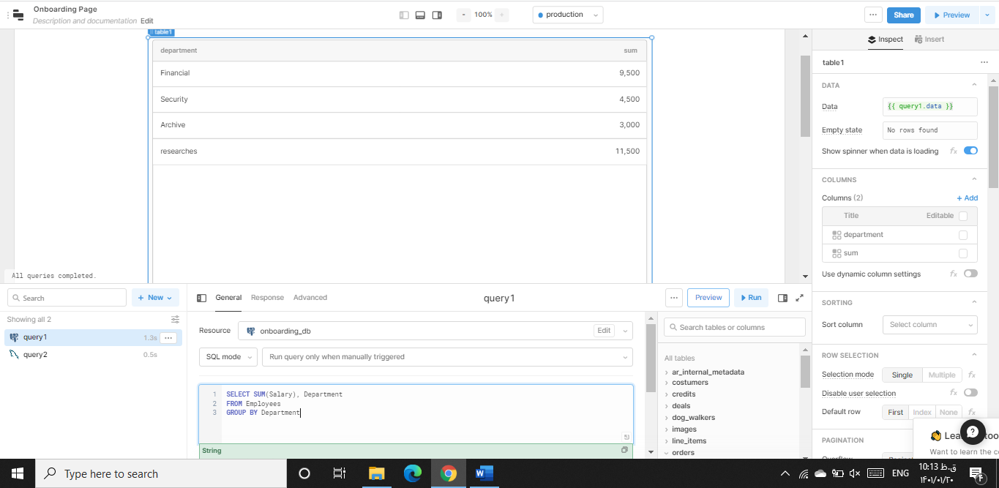 Onboarding Page
Description and documentation Edit
- 100% +
production
Share
Preview
table1
department sum
Financial 9,500
Security 4,500
Archive 3,000
researches 11,500
All queries completed.
Inspect Insert
table1
DATA
Data {{ query1.data }}
Empty state No rows found
Show spinner when data is loading fx
COLUMNS
Columns (2) + Add
Title Editable
department
sum
Use dynamic column settings fx
SORTING
Sort column Select column
ROW SELECTION
Selection mode Single Multiple fx
Disable user selection fx
Default row First Index None fx
PAGINATION
Want to learn the
Search + New
Showing all 2
query1 1.3s
query2 0.5s
General Response Advanced query1 Preview Run
Resource onboarding_db Edit
SQL mode Run query only when manually triggered
1 SELECT SUM(Salary), Department
2 FROM Employees
3 GROUP BY Department
String
Search tables or columns
All tables
ar_internal_metadata
costumers
credits
deals
dog_walkers
images
line_items
orders
Type here to search
ENG
10:13 ق.ظ
۱۴۰۱/۰۱/۲۰